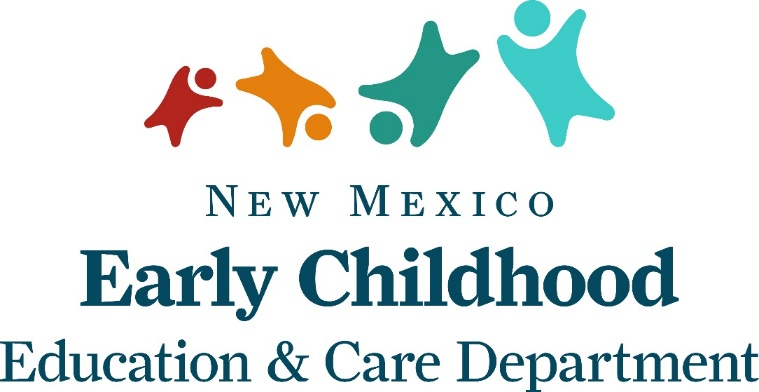 New Mexico
Early Childhood
Education & Care Department